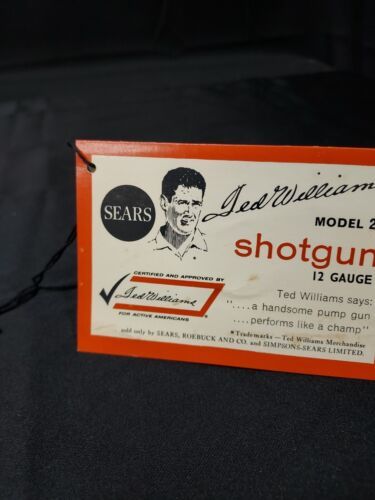 SEARS
Ted Williams
MODEL 2
shotgun
12 GAUGE
CERTIFIED AND APPROVED BY
Ted Williams
FOR ACTIVE AMERICANS
Ted Williams says:
"....a handsome pump gun
....performs like a champ"
*Trademarks — Ted Williams Merchandise
sold only by SEARS, ROEBUCK AND CO. and SIMPSONS-SEARS LIMITED.